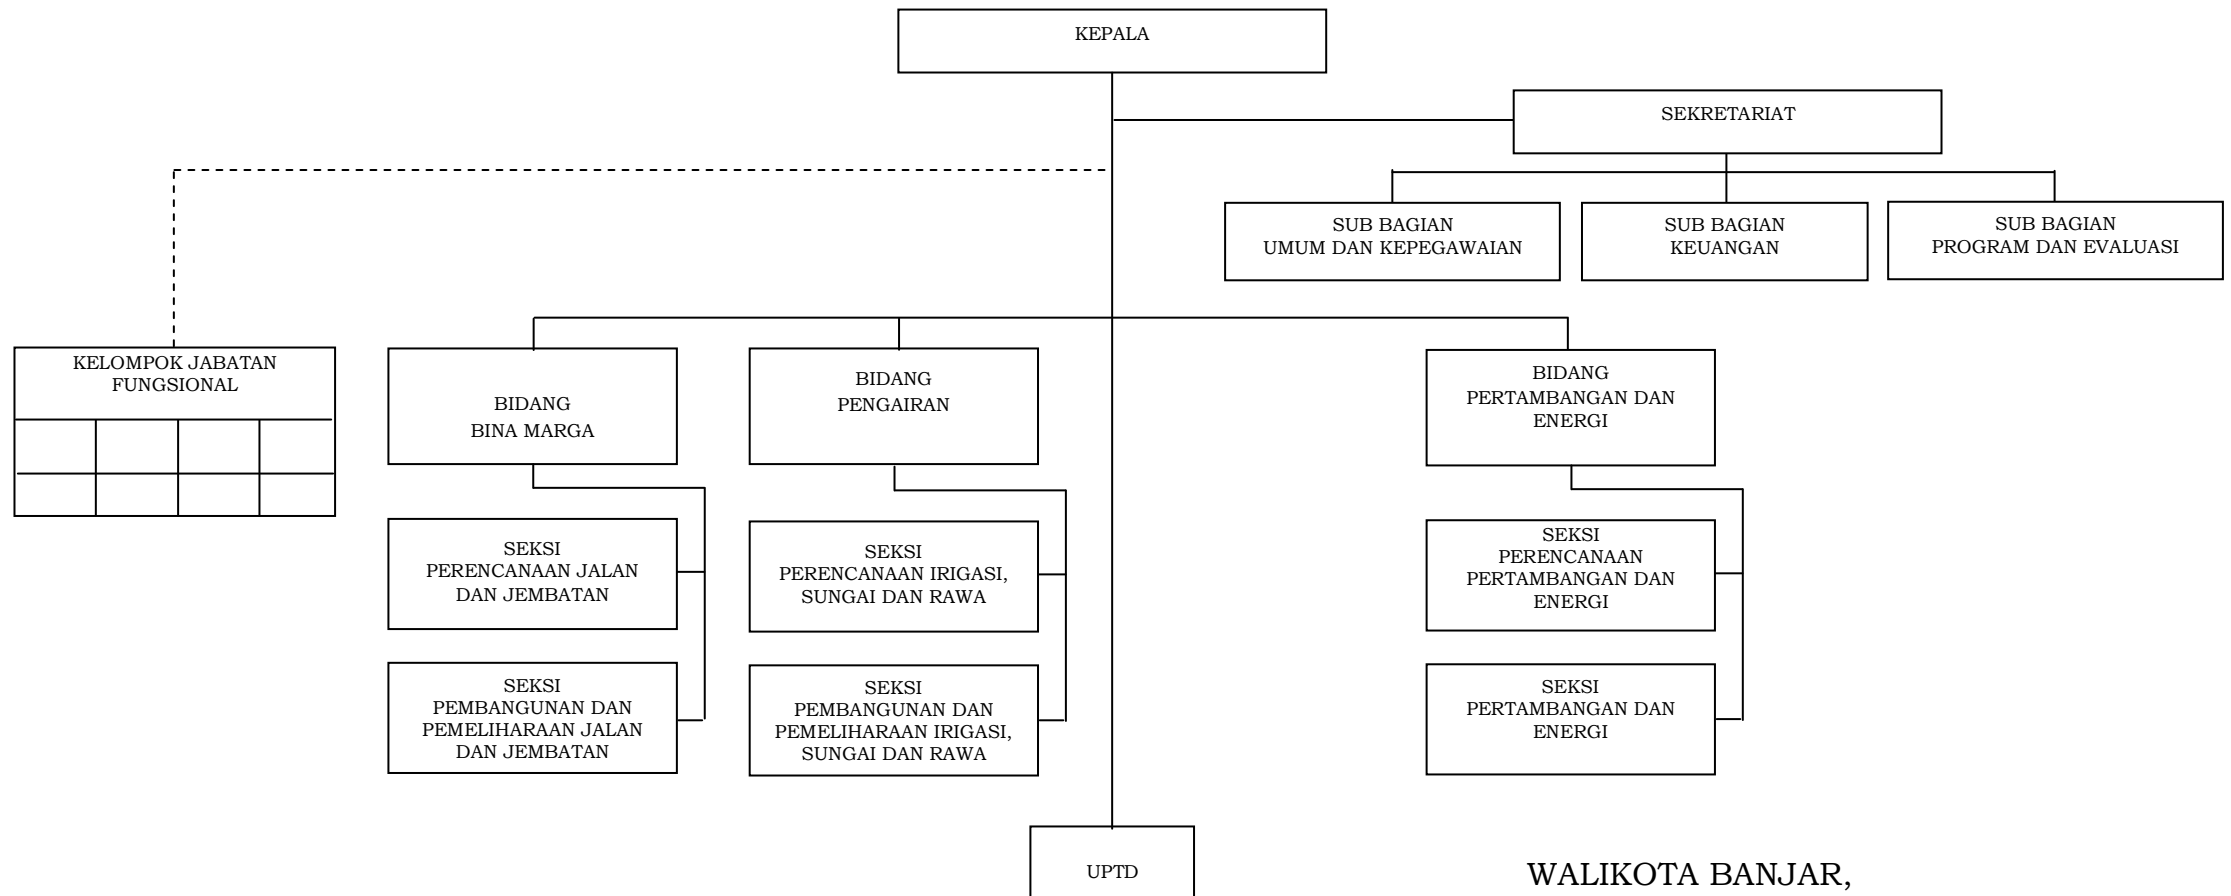 KEPALA
SEKRETARIAT
SUB BAGIAN
UMUM DAN KEPEGAWAIAN
SUB BAGIAN
KEUANGAN
SUB BAGIAN
PROGRAM DAN EVALUASI
KELOMPOK JABATAN
FUNGSIONAL
BIDANG
BINA MARGA
BIDANG
PENGAIRAN
BIDANG
PERTAMBANGAN DAN
ENERGI
SEKSI
PERENCANAAN JALAN
DAN JEMBATAN
SEKSI
PERENCANAAN IRIGASI,
SUNGAI DAN RAWA
SEKSI
PERENCANAAN
PERTAMBANGAN DAN
ENERGI
SEKSI
PEMBANGUNAN DAN
PEMELIHARAAN JALAN
DAN JEMBATAN
SEKSI
PEMBANGUNAN DAN
PEMELIHARAAN IRIGASI,
SUNGAI DAN RAWA
SEKSI
PERTAMBANGAN DAN
ENERGI
UPTD
WALIKOTA BANJAR,